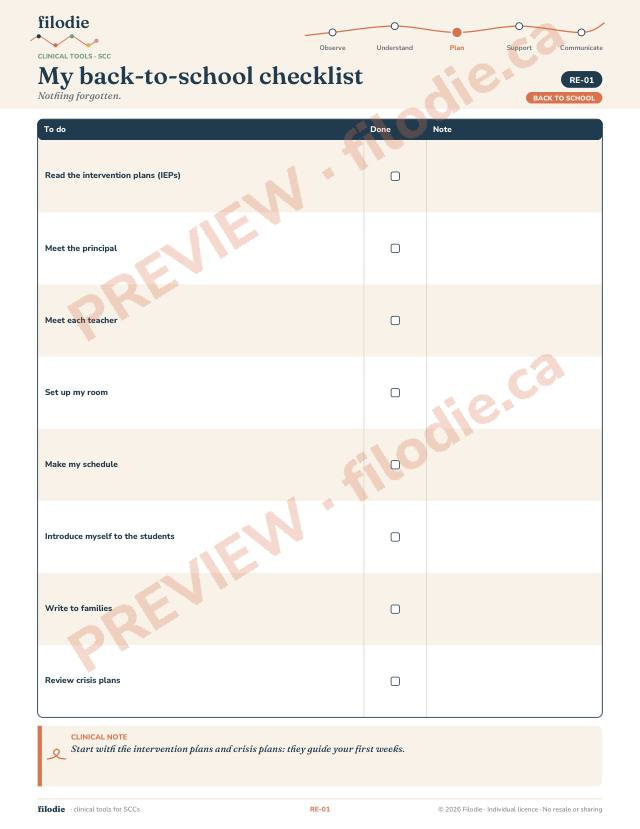 filodie
CLINICAL TOOLS · SCC
Observe
Understand
Plan
Support
Communicate
My back-to-school checklist
Nothing forgotten.
RE-01
BACK TO SCHOOL
To do
Done
Note
Read the intervention plans (IEPs)
Meet the principal
Meet each teacher
Set up my room
Make my schedule
Introduce myself to the students
Write to families
Review crisis plans
PREVIEW · filodie.ca
PREVIEW · filodie.ca
CLINICAL NOTE
Start with the intervention plans and crisis plans: they guide your first weeks.
filodie · clinical tools for SCCs
RE-01
© 2026 Filodie · Individual licence · No resale or sharing